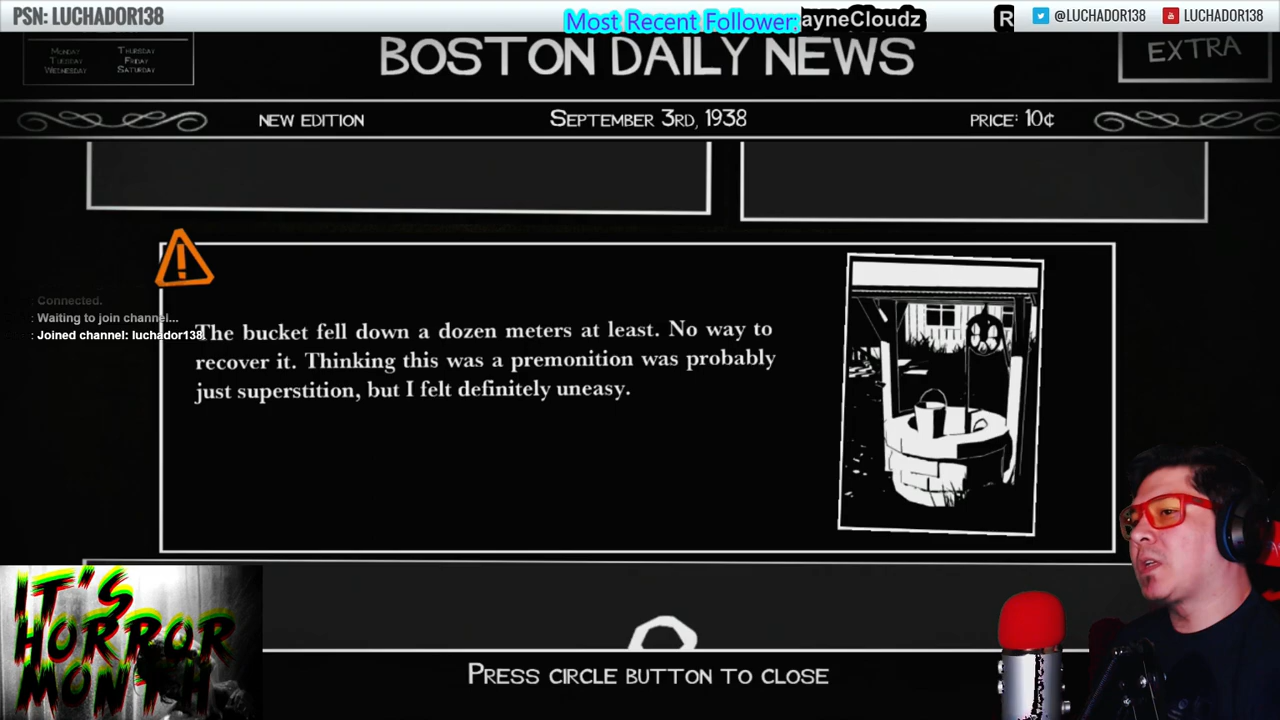 PSN: LUCHADOR138
Most Recent Follower: ayneCloudz
R
@LUCHADOR138
LUCHADOR138
MONDAY THURSDAY
TUESDAY FRIDAY
WEDNESDAY SATURDAY
BOSTON DAILY NEWS
EXTRA
NEW EDITION
SEPTEMBER 3RD, 1938
PRICE: 10¢
: Connected.
: Waiting to join channel...
: Joined channel: luchador138.
The bucket fell down a dozen meters at least. No way to
recover it. Thinking this was a premonition was probably
just superstition, but I felt definitely uneasy.
IT'S
HORROR
MONTH
PRESS CIRCLE BUTTON TO CLOSE